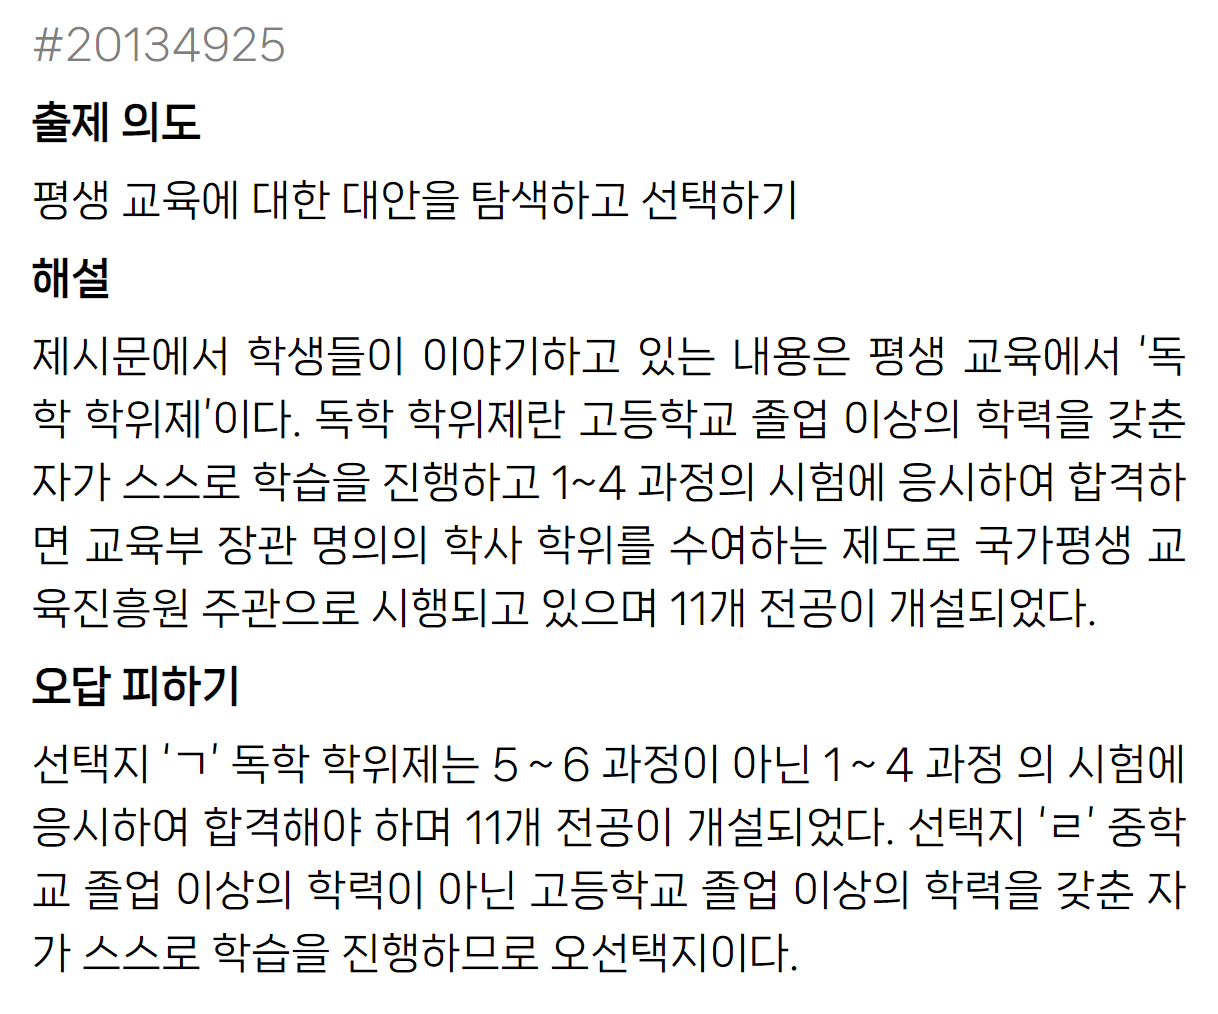 #20134925
출제 의도
평생 교육에 대한 대안을 탐색하고 선택하기
해설
제시문에서 학생들이 이야기하고 있는 내용은 평생 교육에서 ‘독
학 학위제’이다. 독학 학위제란 고등학교 졸업 이상의 학력을 갖춘
자가 스스로 학습을 진행하고 1~4 과정의 시험에 응시하여 합격하
면 교육부 장관 명의의 학사 학위를 수여하는 제도로 국가평생 교
육진흥원 주관으로 시행되고 있으며 11개 전공이 개설되었다.
오답 피하기
선택지 ‘ㄱ’ 독학 학위제는 5 ~ 6 과정이 아닌 1 ~ 4 과정 의 시험에
응시하여 합격해야 하며 11개 전공이 개설되었다. 선택지 ‘ㄹ’ 중학
교 졸업 이상의 학력이 아닌 고등학교 졸업 이상의 학력을 갖춘 자
가 스스로 학습을 진행하므로 오선택지이다.